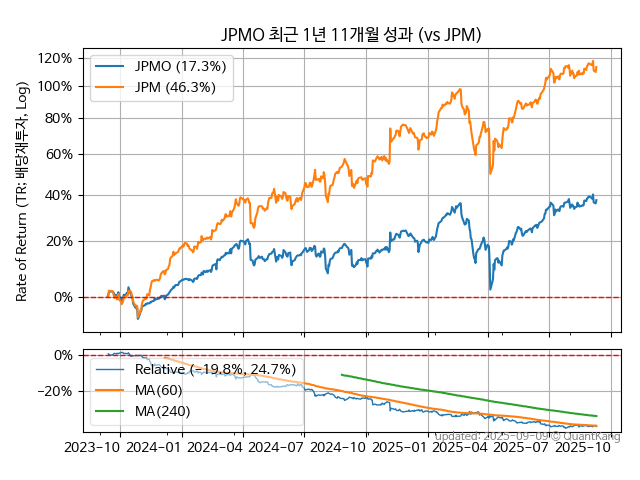 JPMO 최근 1년 11개월 성과 (vs JPM)
Rate of Return (TR: 배당재투자, Log)
120%
100%
80%
60%
40%
20%
0%
JPMO (17.3%)
JPM (46.3%)
0%
−20%
Relative (−19.8%, 24.7%)
MA(60)
MA(240)
updated: 2025-09-09 © QuantKang
2023-10 2024-01 2024-04 2024-07 2024-10 2025-01 2025-04 2025-07 2025-10